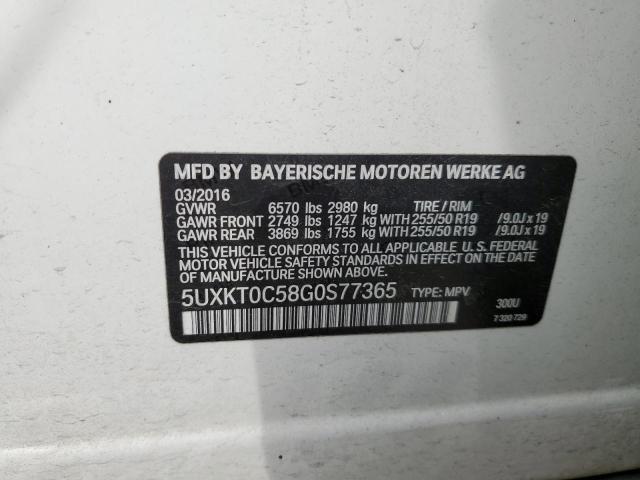 MFD BY BAYERISCHE MOTOREN WERKE AG
03/2016
GVWR 6570 lbs 2980 kg TIRE / RIM
GAWR FRONT 2749 lbs 1247 kg WITH 255/50 R19 /9.0J x 19
GAWR REAR 3869 lbs 1755 kg WITH 255/50 R19 /9.0J x 19
THIS VEHICLE CONFORMS TO ALL APPLICABLE U.S. FEDERAL
MOTOR VEHICLE SAFETY STANDARDS IN EFFECT ON THE DATE
OF MANUFACTURE SHOWN ABOVE.
5UXKT0C58G0S77365 TYPE: MPV 300U
7 320 729